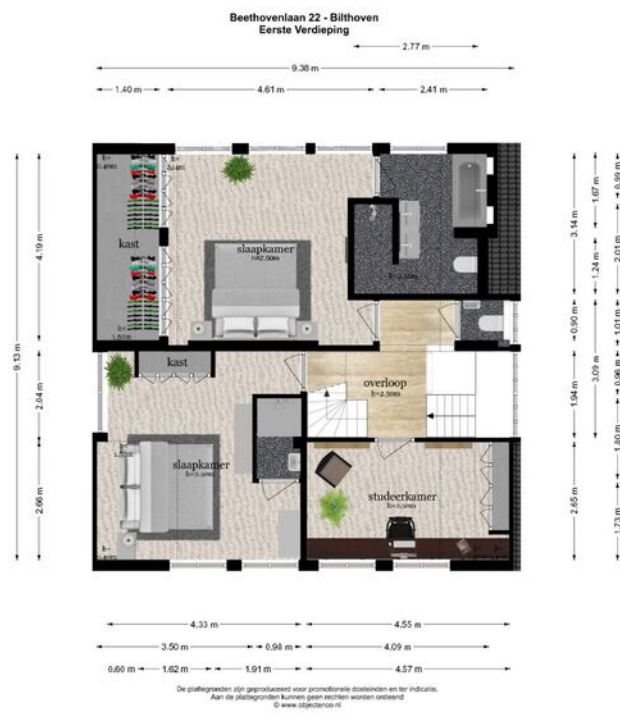 Beethovenlaan 22 - Bilthoven
Eerste Verdieping
2.77 m
9.38 m
1.40 m
4.61 m
2.41 m
kast
slaapkamer
h=2.50m
9.13 m
4.19 m
2.04 m
2.66 m
3.14 m
0.90 m
1.94 m
2.65 m
1.67 m
1.24 m
3.09 m
0.99 m
2.01 m
1.01 m
0.96 m
1.80 m
1.73 m
kast
overloop
h=2.50m
slaapkamer
h=2.50m
studeerkamer
h=2.50m
4.33 m
4.55 m
3.50 m
0.98 m
4.09 m
0.60 m
1.62 m
1.91 m
4.57 m
De plattegronden zijn geproduceerd voor promotionele doeleinden en ter indicatie.
Aan de plattegronden kunnen geen rechten worden ontleend
© www.objectenco.nl